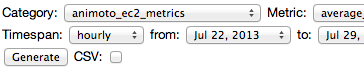 Category: animoto_ec2_metrics Metric: average_
Timespan: hourly from: Jul 22, 2013 to: Jul 29,
Generate CSV: